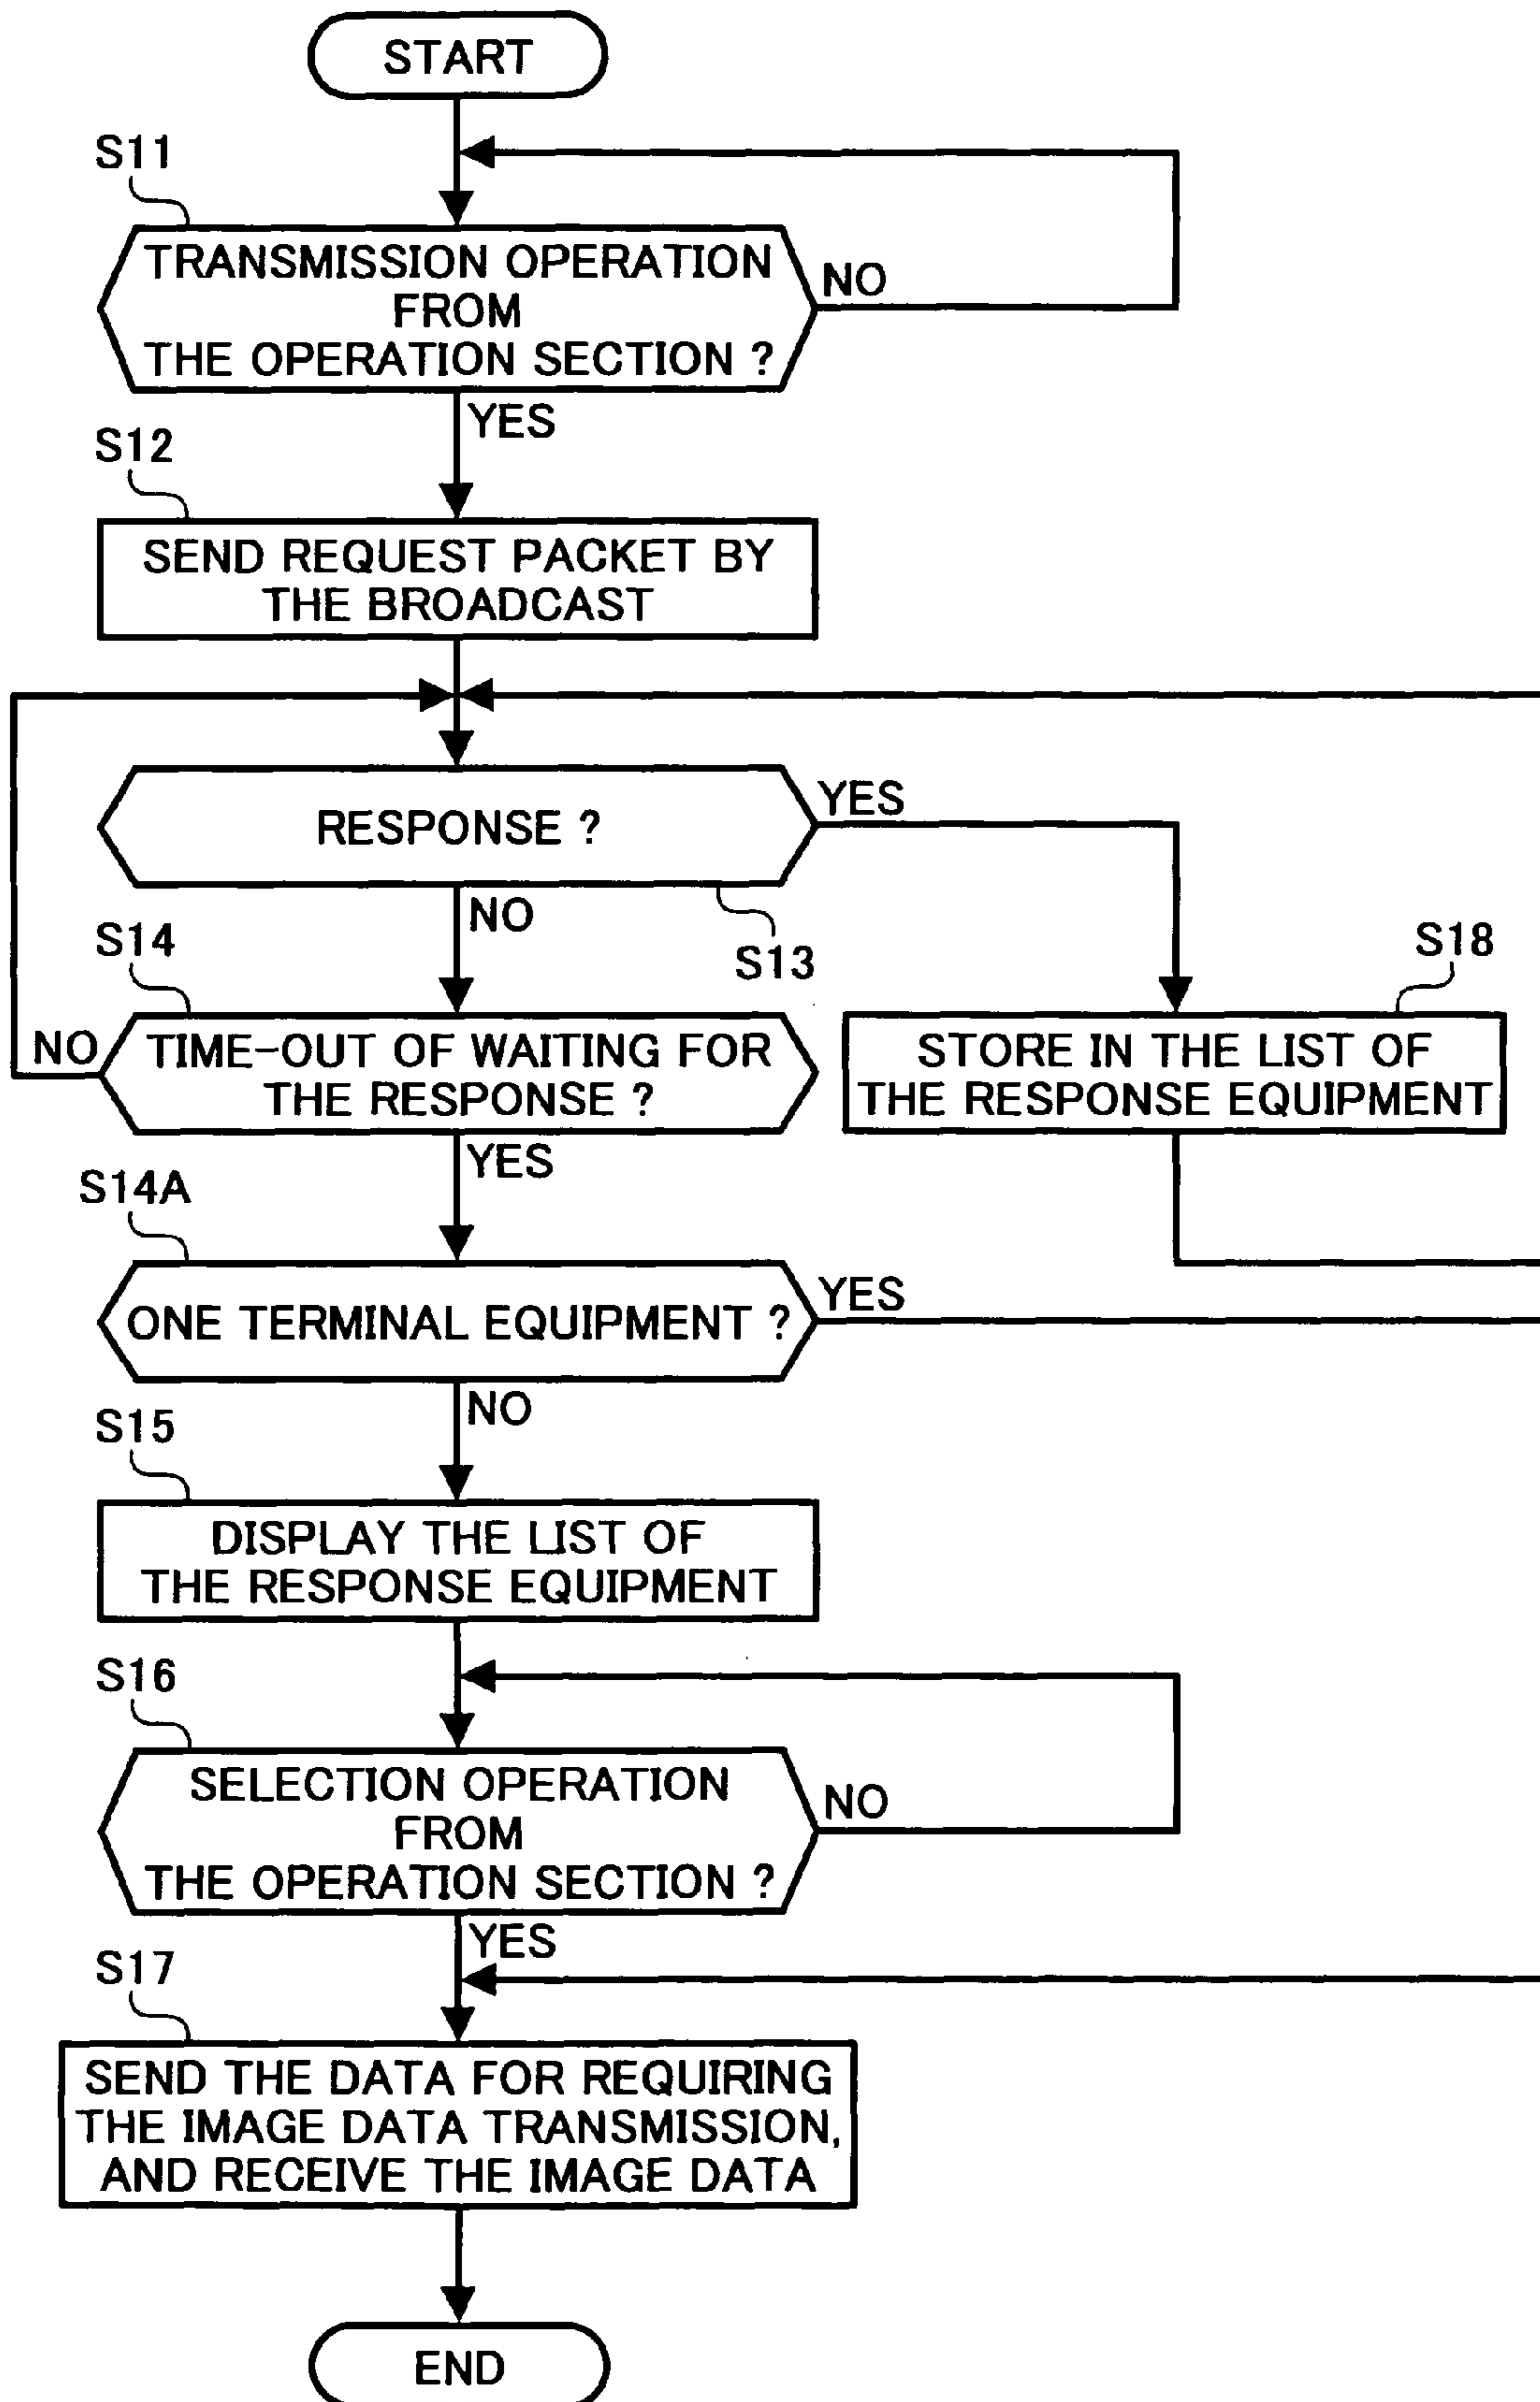 START
S11
TRANSMISSION OPERATION
FROM
THE OPERATION SECTION ?
NO
YES
S12
SEND REQUEST PACKET BY
THE BROADCAST
RESPONSE ?
YES
NO
S13
S14
TIME-OUT OF WAITING FOR
THE RESPONSE ?
NO
YES
S18
STORE IN THE LIST OF
THE RESPONSE EQUIPMENT
S14A
ONE TERMINAL EQUIPMENT ?
YES
NO
S15
DISPLAY THE LIST OF
THE RESPONSE EQUIPMENT
S16
SELECTION OPERATION
FROM
THE OPERATION SECTION ?
NO
YES
S17
SEND THE DATA FOR REQUIRING
THE IMAGE DATA TRANSMISSION,
AND RECEIVE THE IMAGE DATA
END